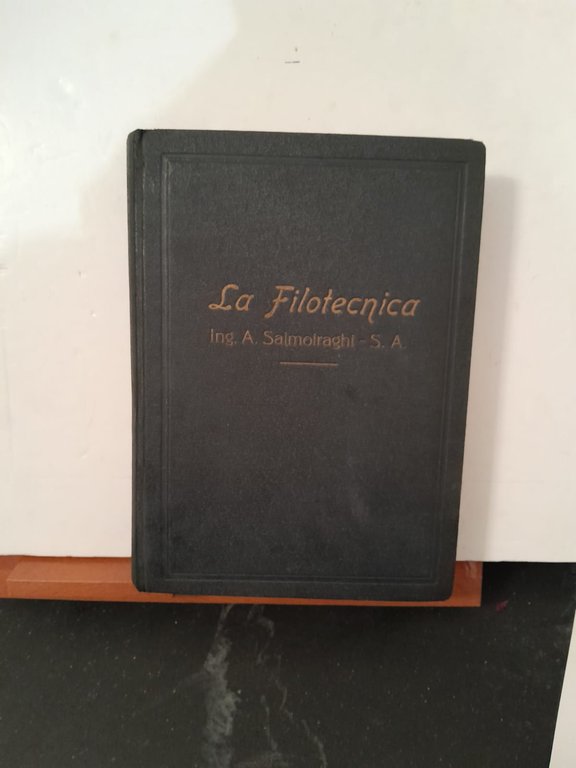 La Filotecnica
Ing. A. Salmoiraghi - S. A.